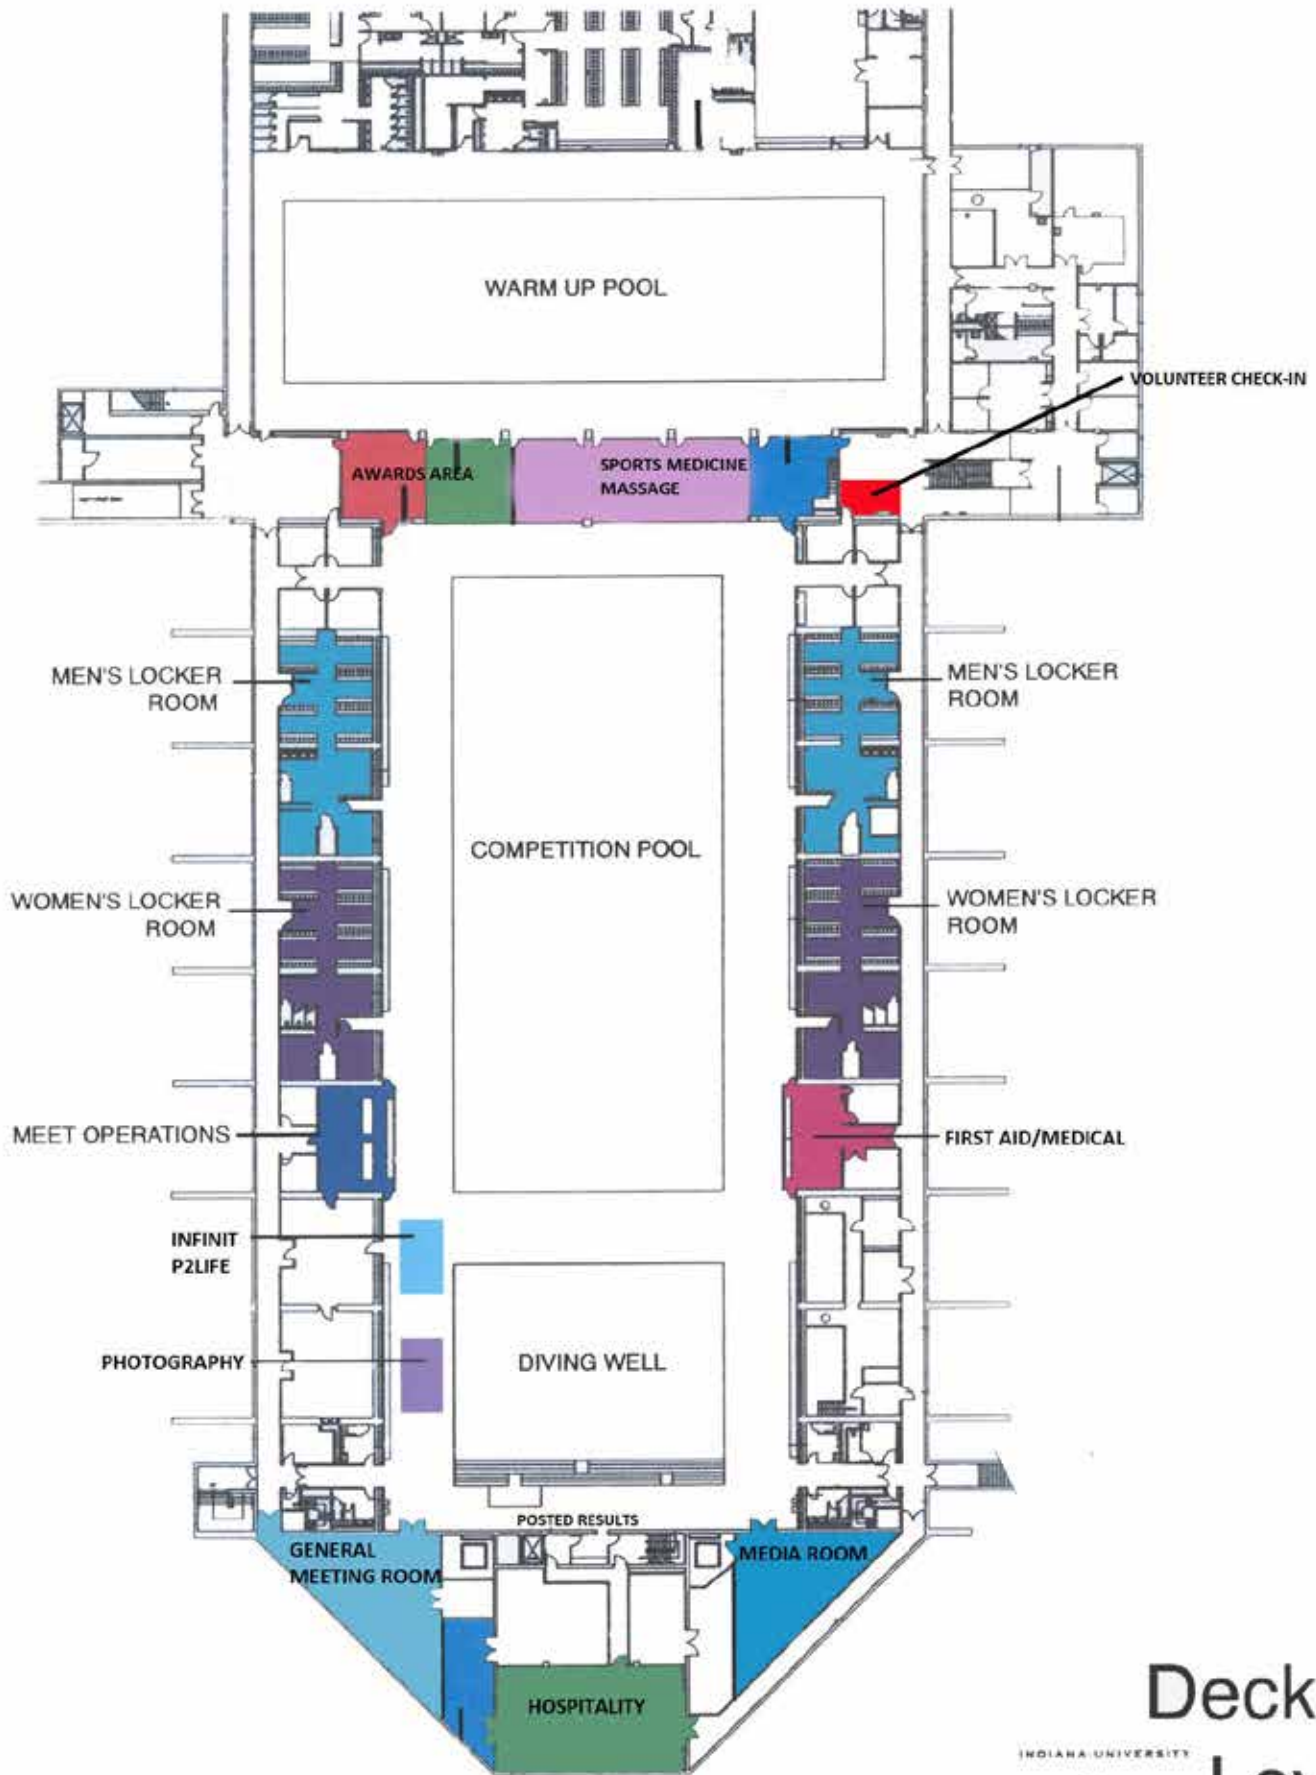 WARM UP POOL
VOLUNTEER CHECK-IN
AWARDS AREA
SPORTS MEDICINE
MASSAGE
MEN'S LOCKER
ROOM
MEN'S LOCKER
ROOM
COMPETITION POOL
WOMEN'S LOCKER
ROOM
WOMEN'S LOCKER
ROOM
MEET OPERATIONS
FIRST AID/MEDICAL
INFINIT
P2LIFE
PHOTOGRAPHY
DIVING WELL
POSTED RESULTS
GENERAL
MEETING ROOM
MEDIA ROOM
HOSPITALITY
Deck
INDIANA UNIVERSITY